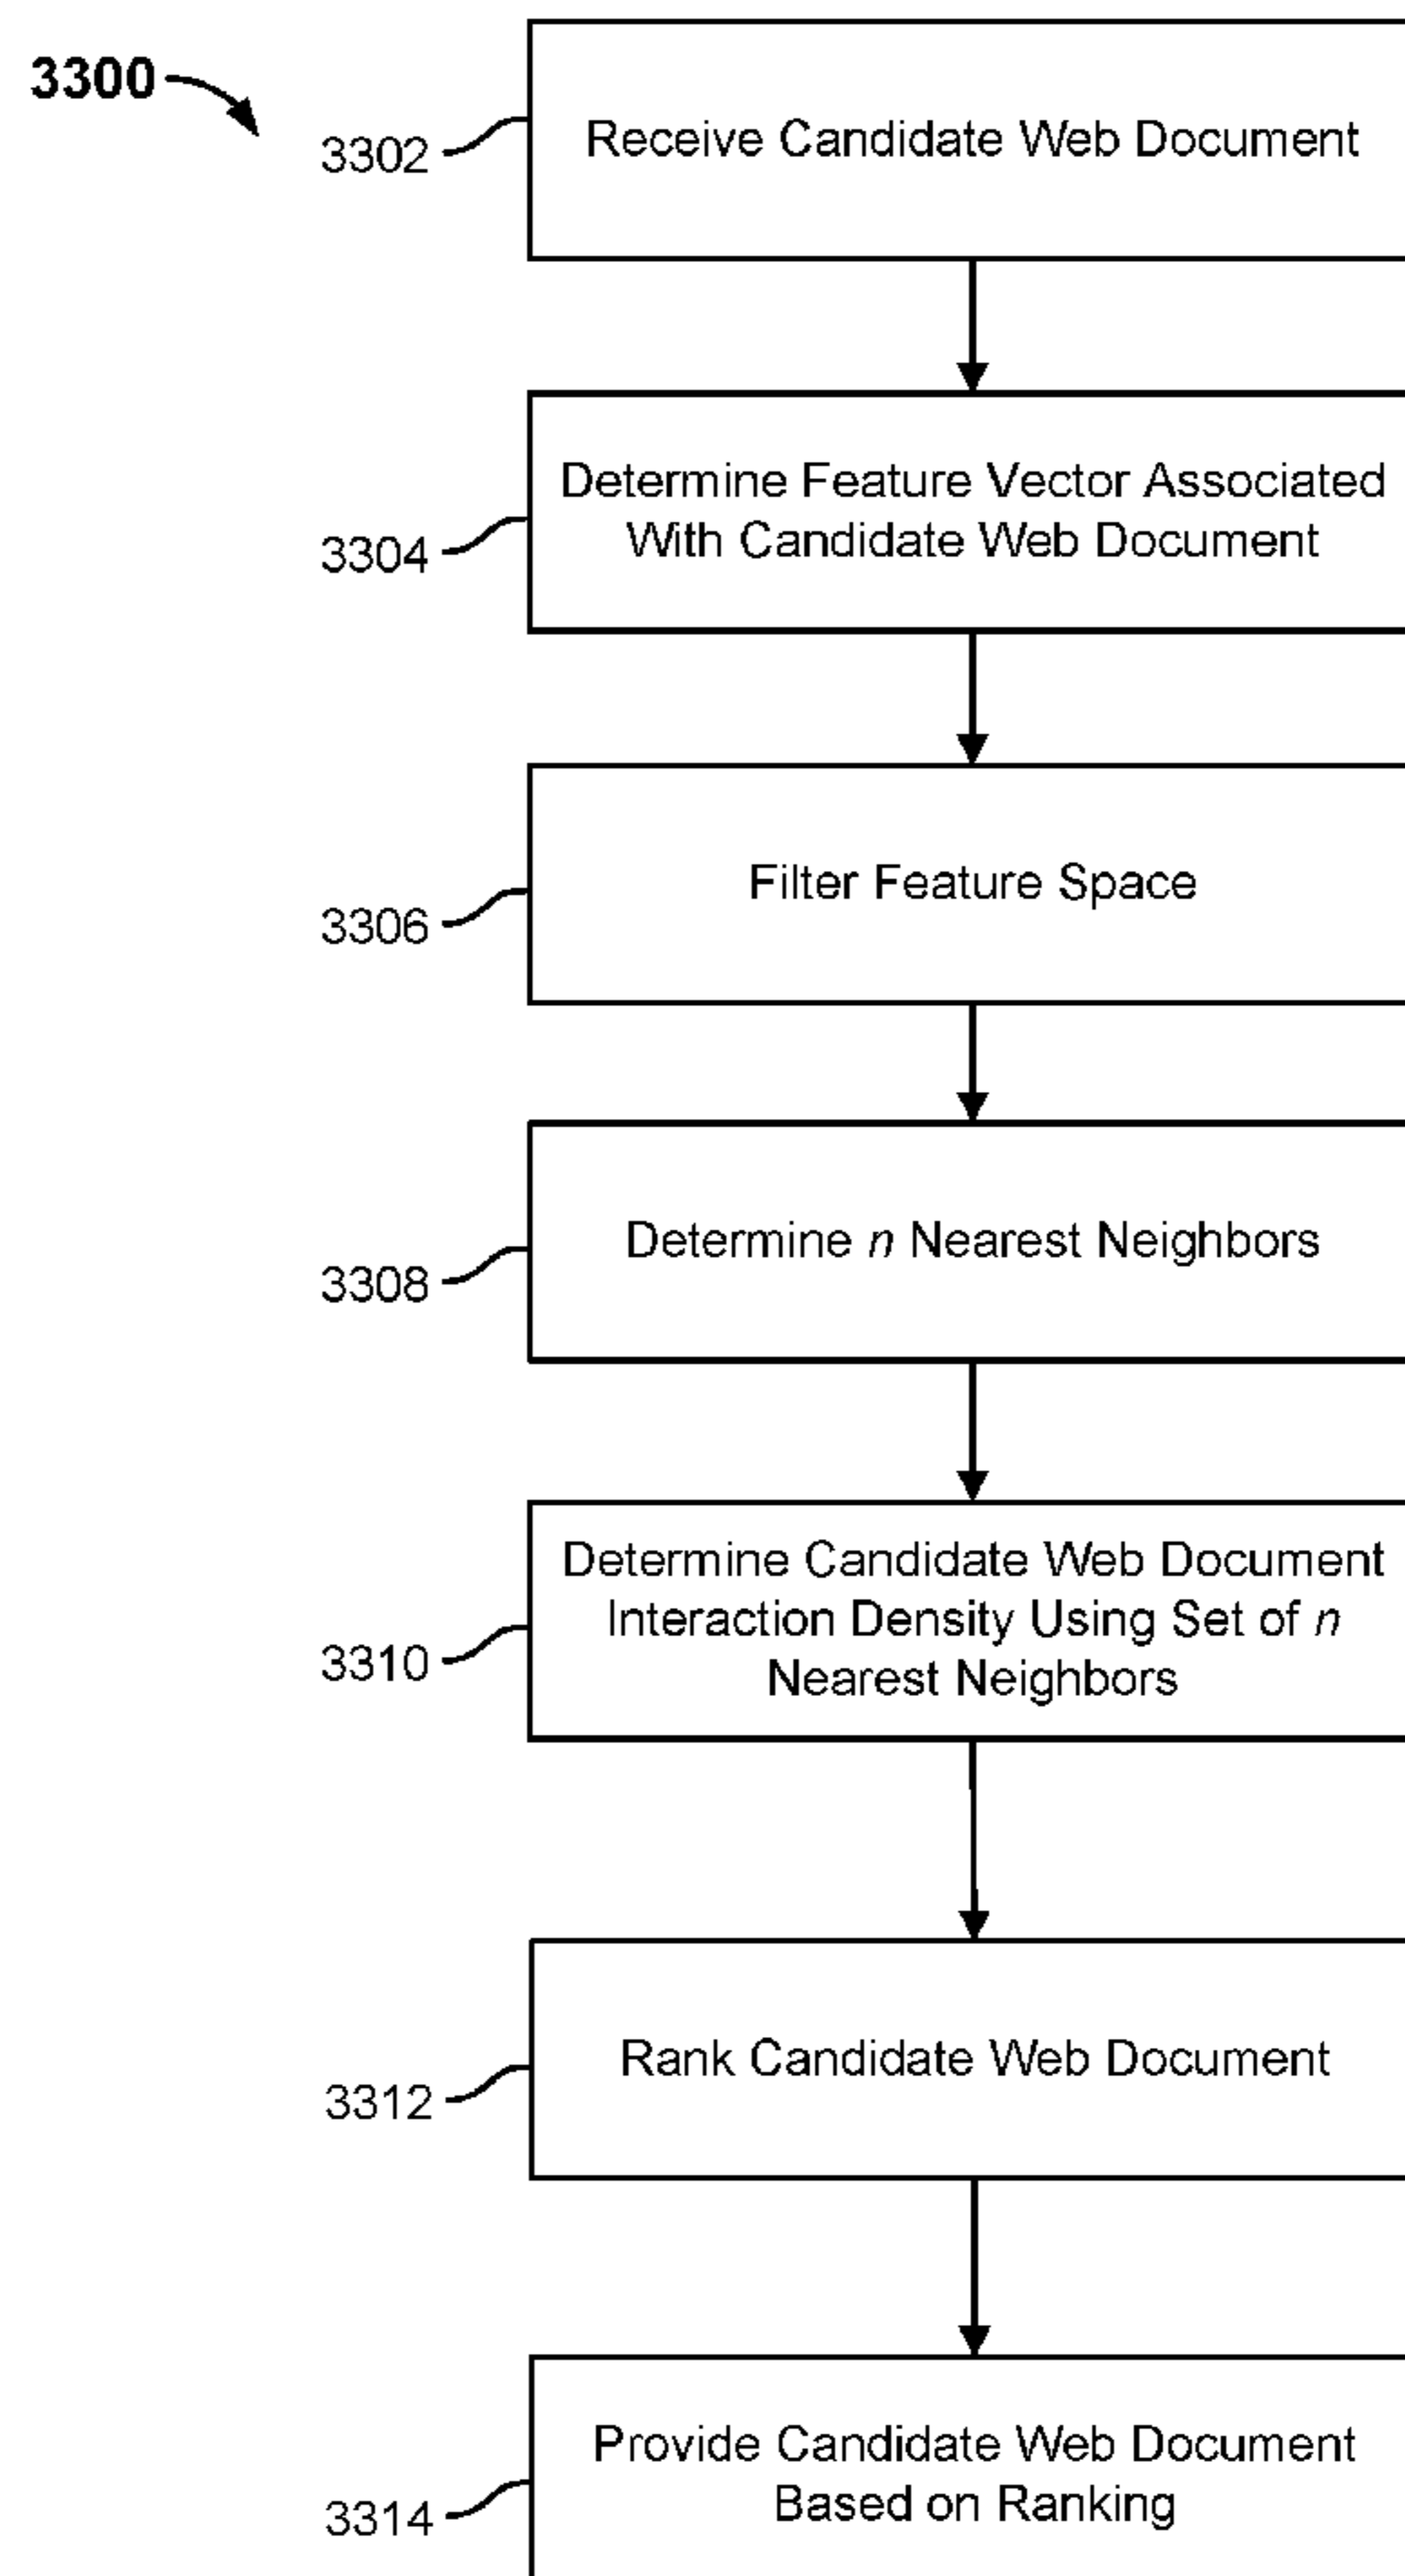 3300
3302
Receive Candidate Web Document
3304
Determine Feature Vector Associated
With Candidate Web Document
3306
Filter Feature Space
3308
Determine n Nearest Neighbors
3310
Determine Candidate Web Document
Interaction Density Using Set of n
Nearest Neighbors
3312
Rank Candidate Web Document
3314
Provide Candidate Web Document
Based on Ranking